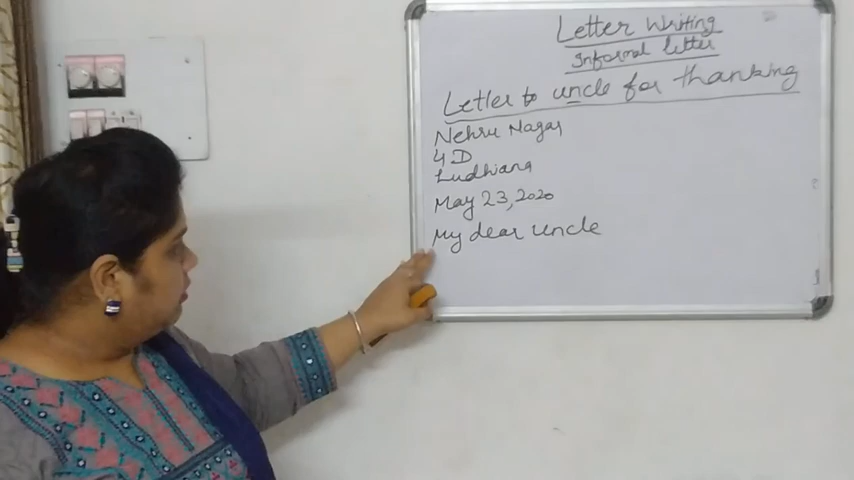 Letter Writing
Informal letter
Letter to uncle for thanking
Nehru Nagar
4 D
Ludhiana
May 23, 2020
My dear uncle